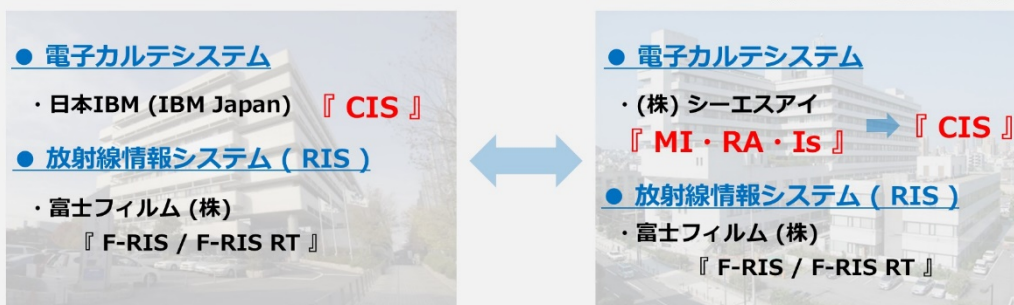 ● 電子カルテシステム
・日本IBM (IBM Japan) 『 CIS 』
● 放射線情報システム ( RIS )
・富士フィルム (株)
『 F-RIS / F-RIS RT 』
● 電子カルテシステム
・(株) シーエスアイ
『 MI・RA・Is 』 『 CIS 』
● 放射線情報システム ( RIS )
・富士フィルム (株)
『 F-RIS / F-RIS RT 』